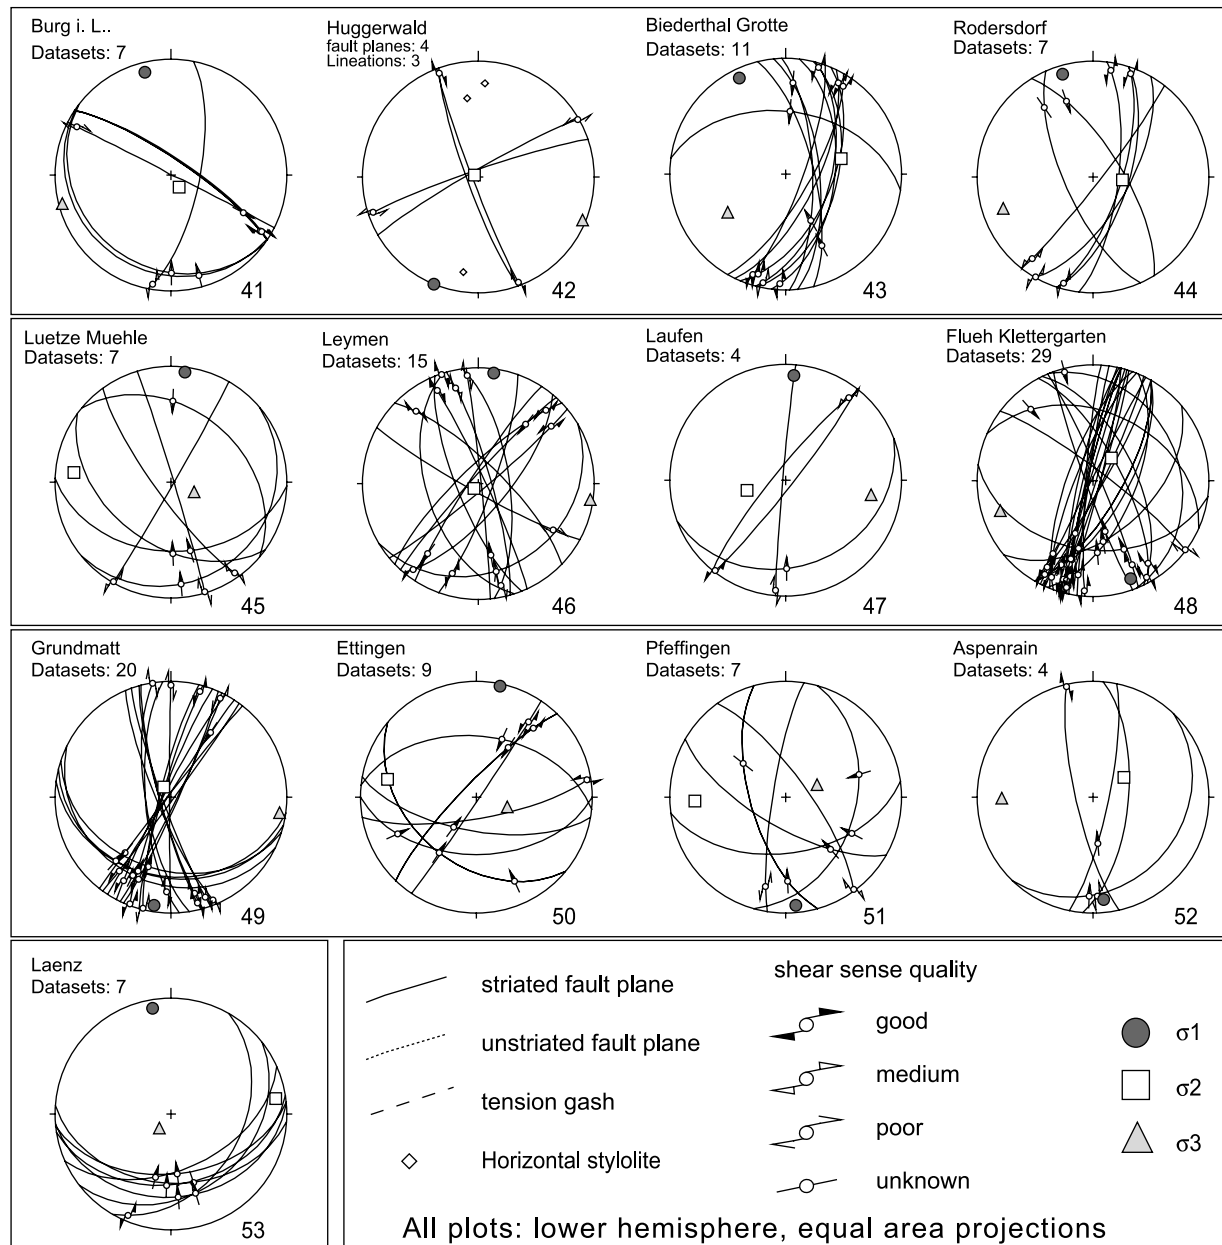 Burg i. L..
Datasets: 7
41
Huggerwald
fault planes: 4
Lineations: 3
42
Biederthal Grotte
Datasets: 11
43
Rodersdorf
Datasets: 7
44
Luetze Muehle
Datasets: 7
45
Leymen
Datasets: 15
46
Laufen
Datasets: 4
47
Flueh Klettergarten
Datasets: 29
48
Grundmatt
Datasets: 20
49
Ettingen
Datasets: 9
50
Pfeffingen
Datasets: 7
51
Aspenrain
Datasets: 4
52
Laenz
Datasets: 7
53
striated fault plane
unstriated fault plane
tension gash
Horizontal stylolite
shear sense quality
good
medium
poor
unknown
σ1
σ2
σ3
All plots: lower hemisphere, equal area projections